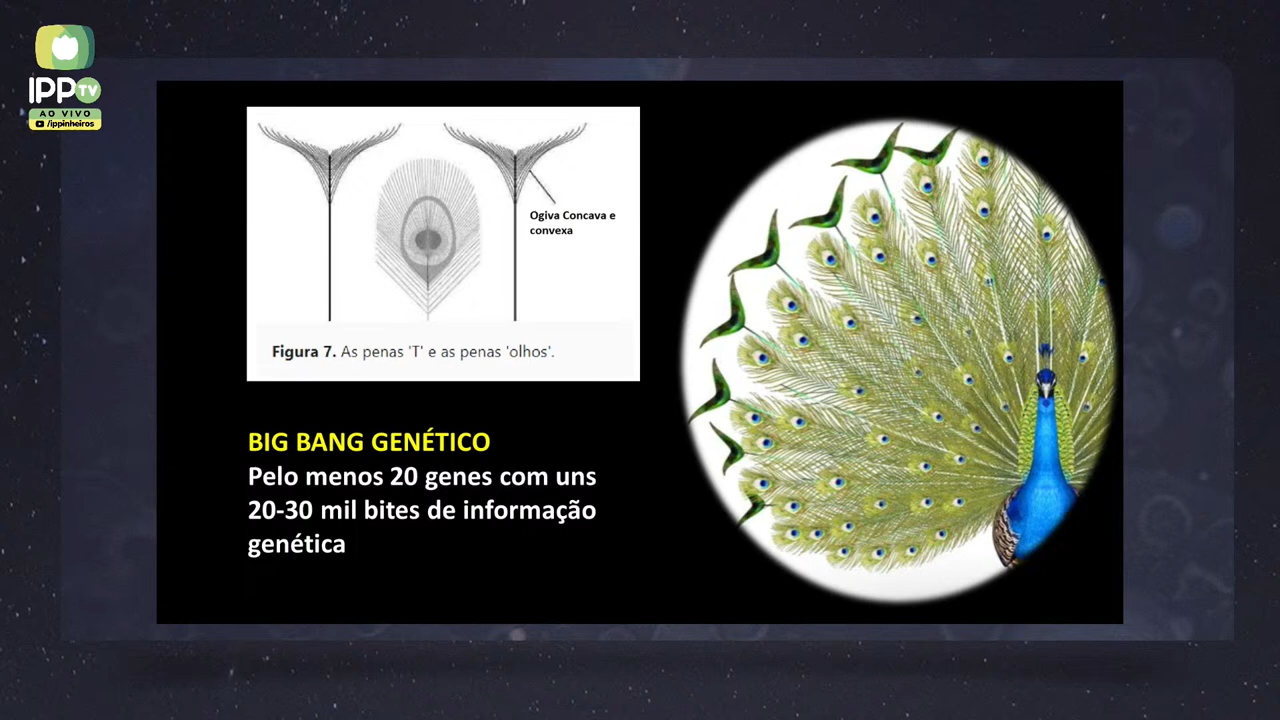 IPP TV
AO VIVO
/ippinheiros
Ogiva Concava e
convexa
Figura 7. As penas 'T' e as penas 'olhos'.
BIG BANG GENÉTICO
Pelo menos 20 genes com uns
20-30 mil bites de informação
genética